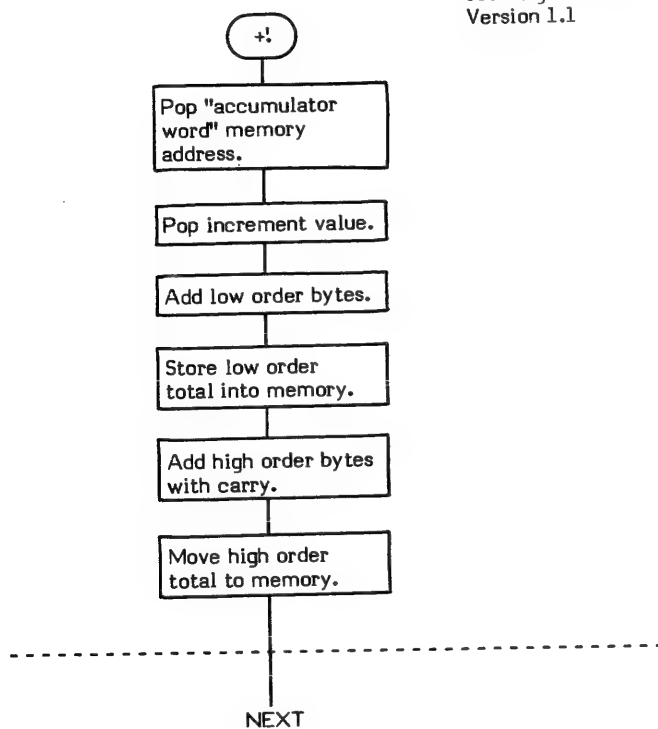 Version 1.1
+!
Pop "accumulator
word" memory
address.
Pop increment value.
Add low order bytes.
Store low order
total into memory.
Add high order bytes
with carry.
Move high order
total to memory.
NEXT